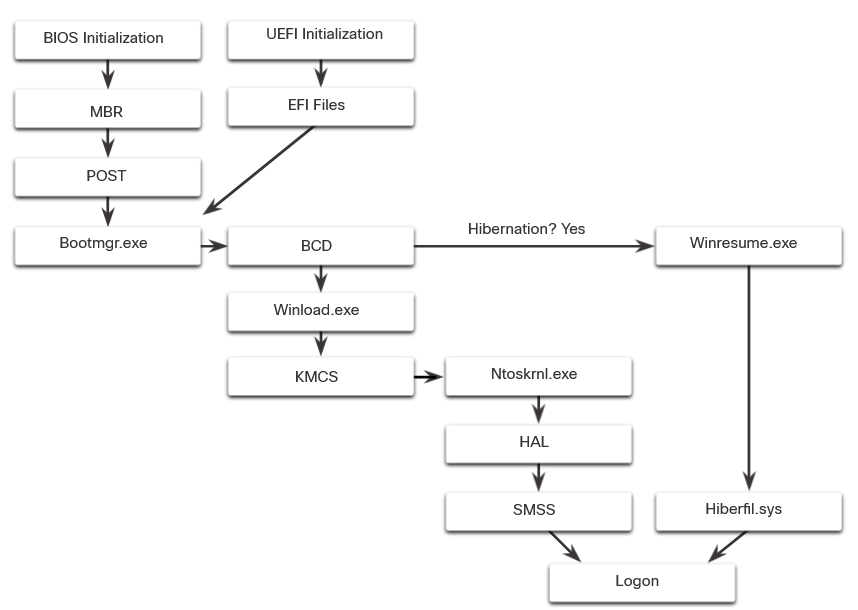 BIOS Initialization
UEFI Initialization
MBR
EFI Files
POST
Bootmgr.exe
BCD
Hibernation? Yes
Winresume.exe
Winload.exe
KMCS
Ntoskrnl.exe
HAL
SMSS
Hiberfil.sys
Logon